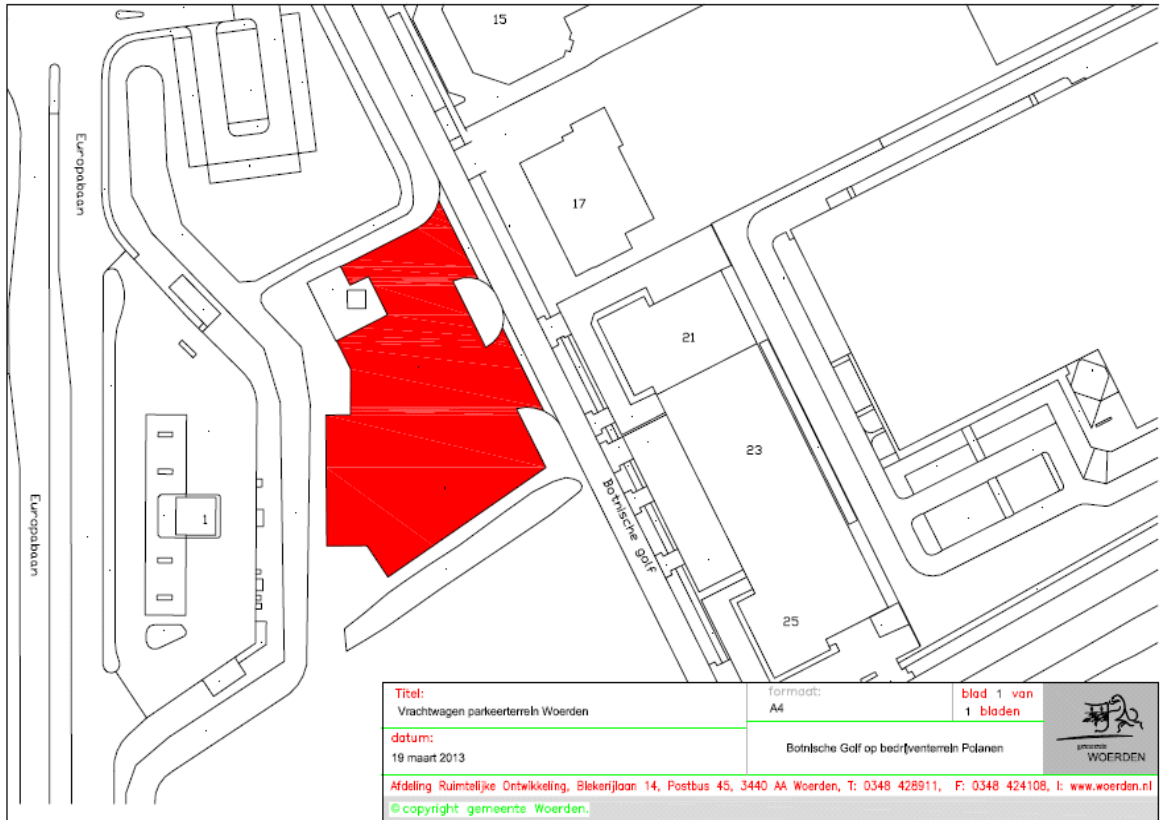 15
Europabaan
17
21
23
Europabaan
1
Botnische golf
25
Titel:
Vrachtwagen parkeerterrein Woerden
formaat:
A4
blad 1 van
1 bladen
datum:
19 maart 2013
Botnische Golf op bedrijventerrein Polanen
gemeente
WOERDEN
Afdeling Ruimtelijke Ontwikkeling, Blekerijlaan 14, Postbus 45, 3440 AA Woerden, T: 0348 428911, F: 0348 424108, I: www.woerden.nl
© copyright gemeente Woerden.